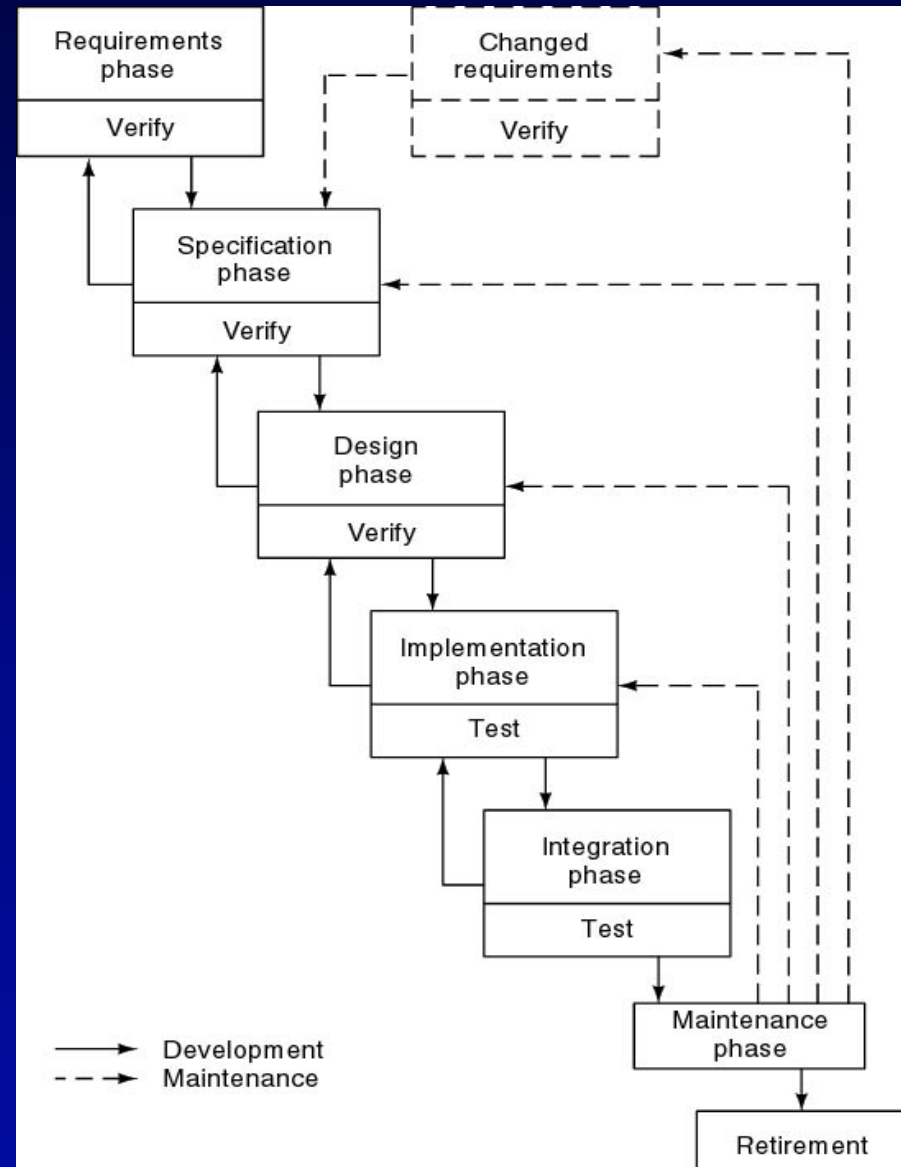 Requirements
phase
Verify
Changed
requirements
Verify
Specification
phase
Verify
Design
phase
Verify
Implementation
phase
Test
Integration
phase
Test
Maintenance
phase
Development
Maintenance
Retirement